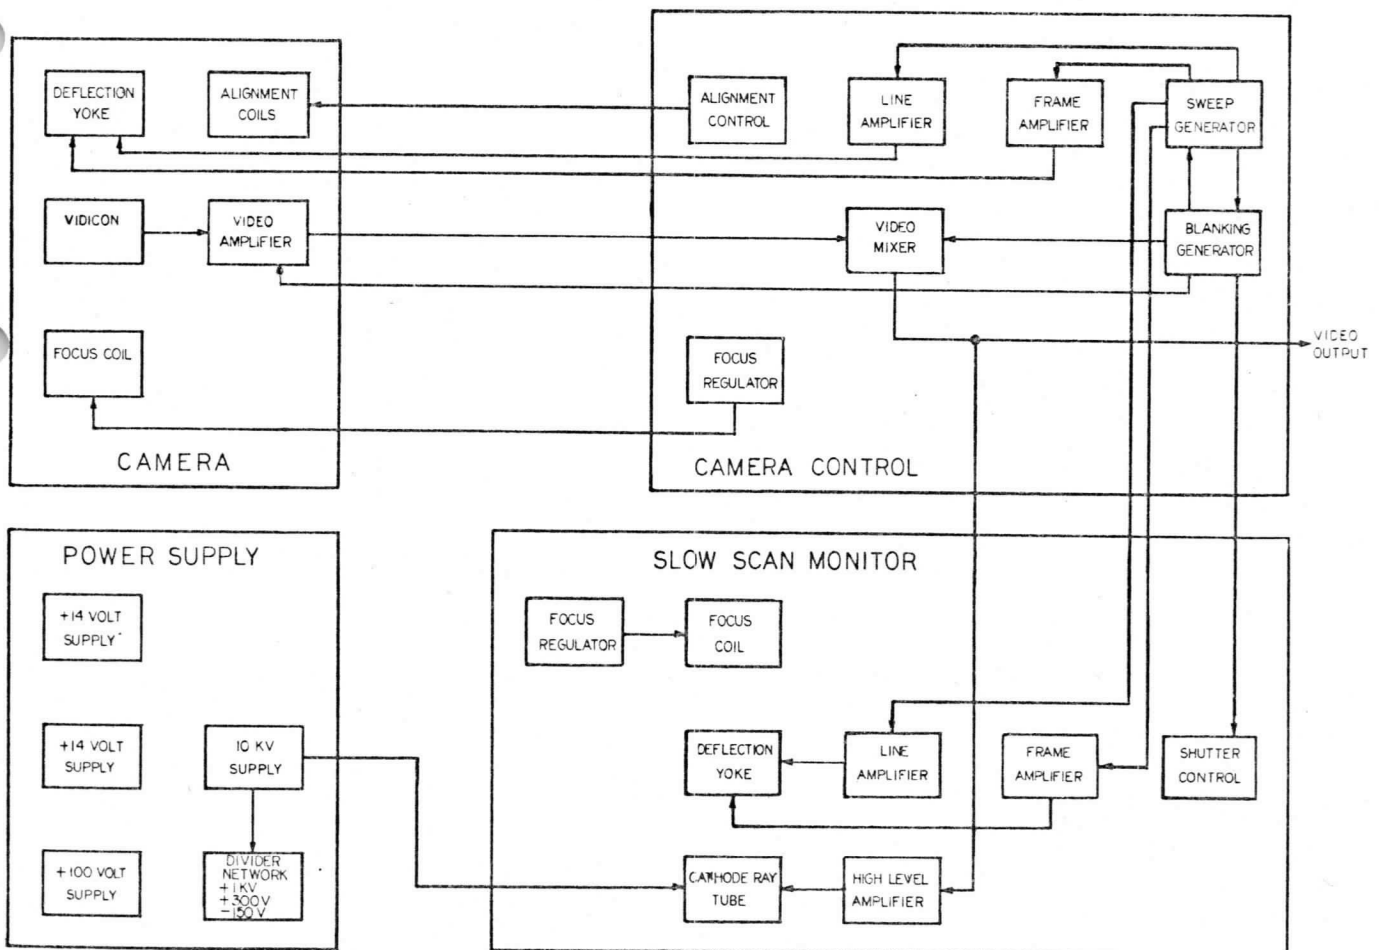 DEFLECTION
YOKE
ALIGNMENT
COILS
VIDICON
VIDEO
AMPLIFIER
FOCUS COIL
CAMERA
ALIGNMENT
CONTROL
LINE
AMPLIFIER
FRAME
AMPLIFIER
SWEEP
GENERATOR
VIDEO
MIXER
BLANKING
GENERATOR
FOCUS
REGULATOR
VIDEO
OUTPUT
CAMERA CONTROL
POWER SUPPLY
+14 VOLT
SUPPLY
+14 VOLT
SUPPLY
10 KV
SUPPLY
+100 VOLT
SUPPLY
DIVIDER
NETWORK
+1KV
+300V
-150V
SLOW SCAN MONITOR
FOCUS
REGULATOR
FOCUS
COIL
DEFLECTION
YOKE
LINE
AMPLIFIER
FRAME
AMPLIFIER
SHUTTER
CONTROL
CATHODE RAY
TUBE
HIGH LEVEL
AMPLIFIER